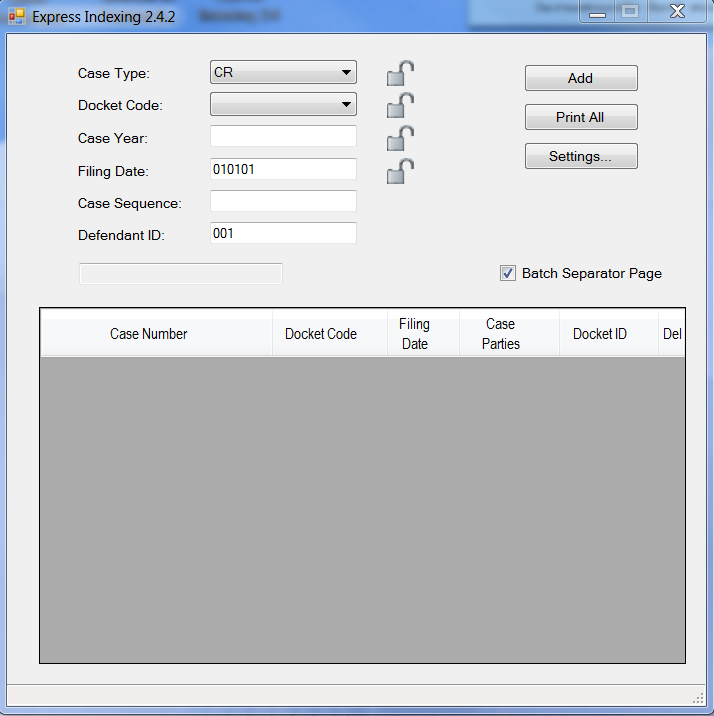 Express Indexing 2.4.2
Case Type: CR
Add
Docket Code:
Print All
Case Year:
Settings...
Filing Date: 010101
Case Sequence:
Defendant ID: 001
Batch Separator Page
Case Number Docket Code Filing Date Case Parties Docket ID Del